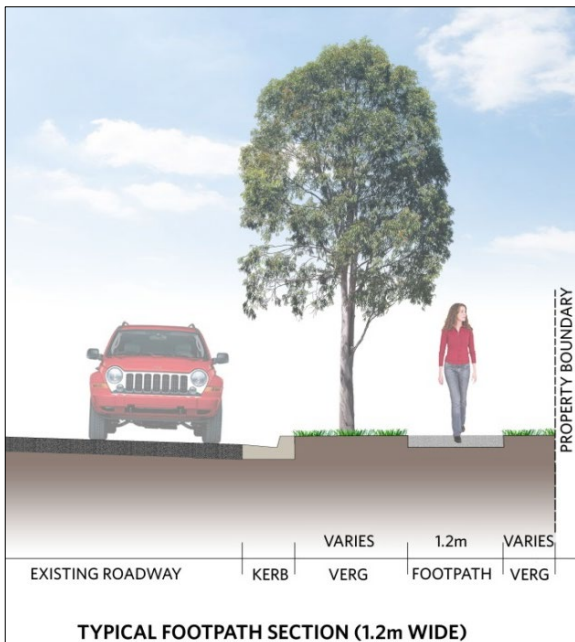 PROPERTY BOUNDARY
VARIES 1.2m VARIES
EXISTING ROADWAY KERB VERG FOOTPATH VERG
TYPICAL FOOTPATH SECTION (1.2m WIDE)